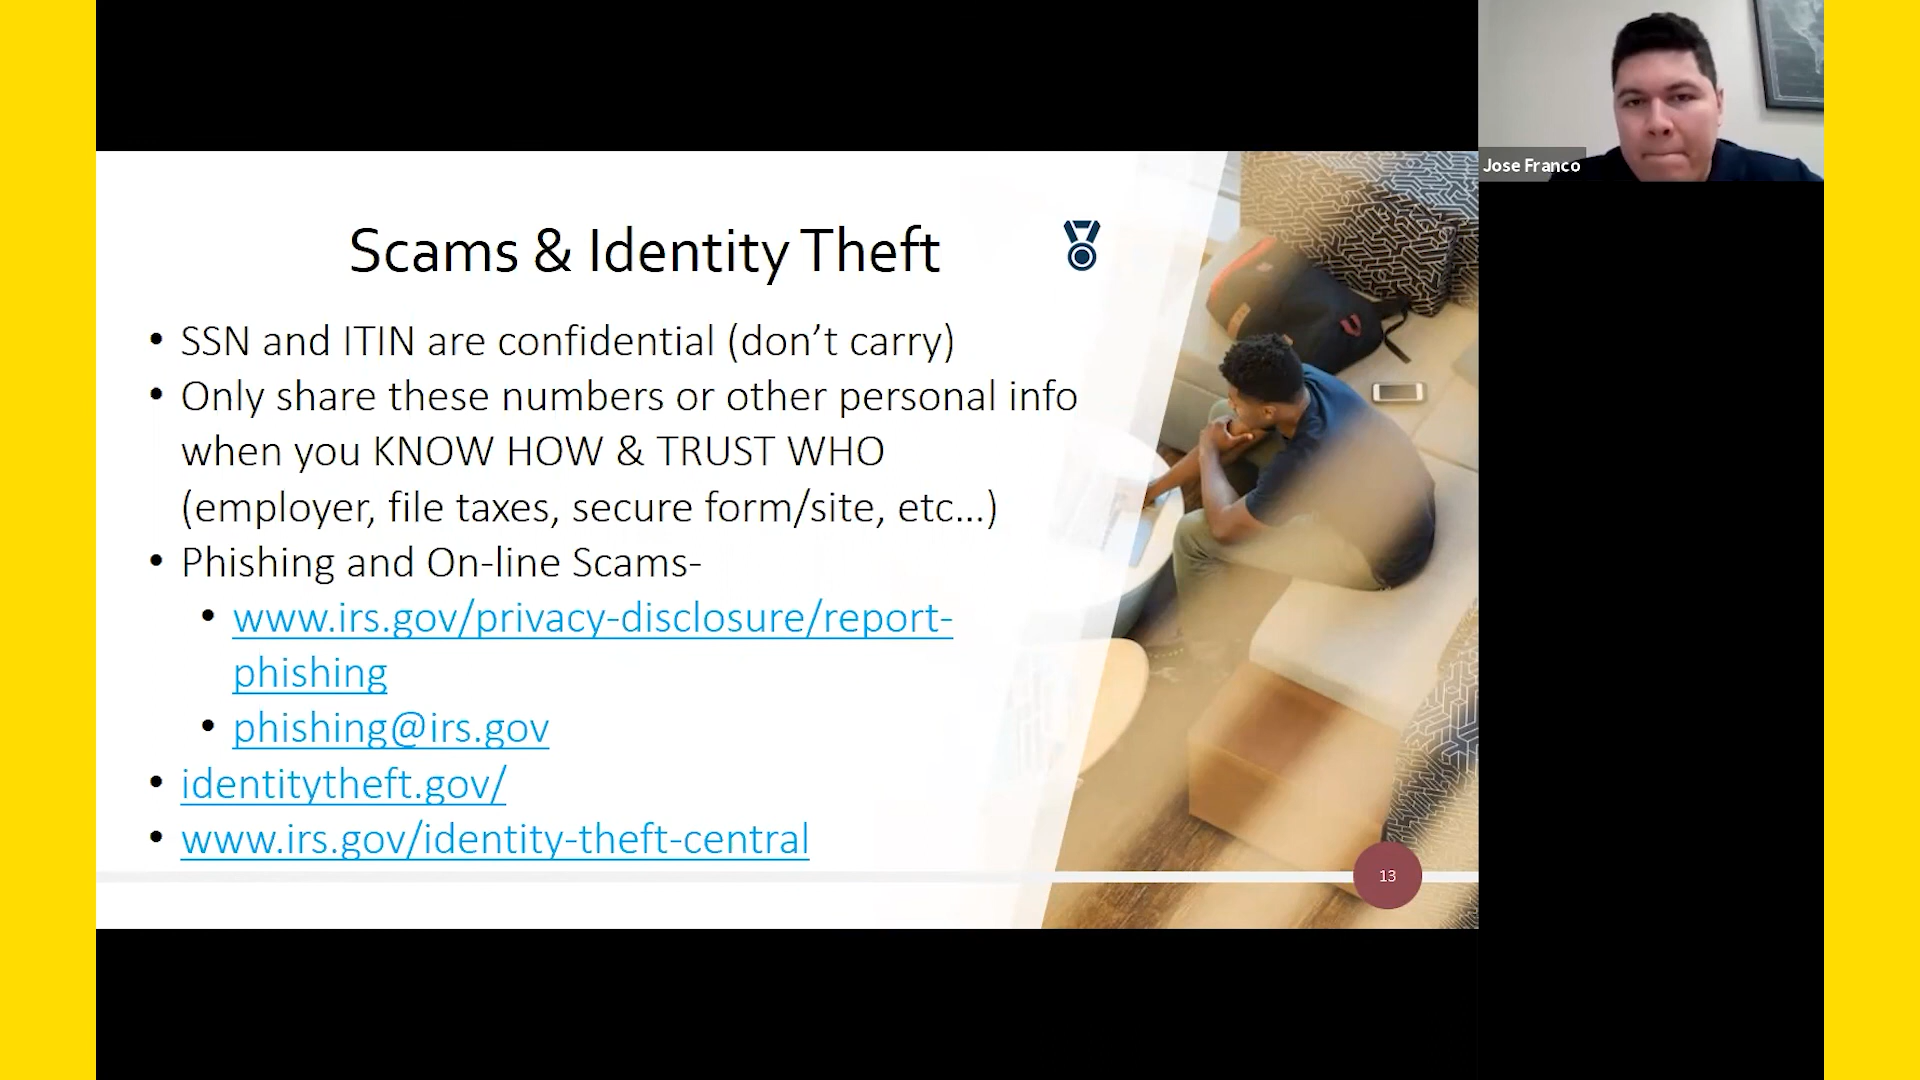 Jose Franco
Scams & Identity Theft
• SSN and ITIN are confidential (don’t carry)
• Only share these numbers or other personal info
when you KNOW HOW & TRUST WHO
(employer, file taxes, secure form/site, etc…)
• Phishing and On-line Scams-
• www.irs.gov/privacy-disclosure/report-
phishing
• phishing@irs.gov
• identitytheft.gov/
• www.irs.gov/identity-theft-central
13